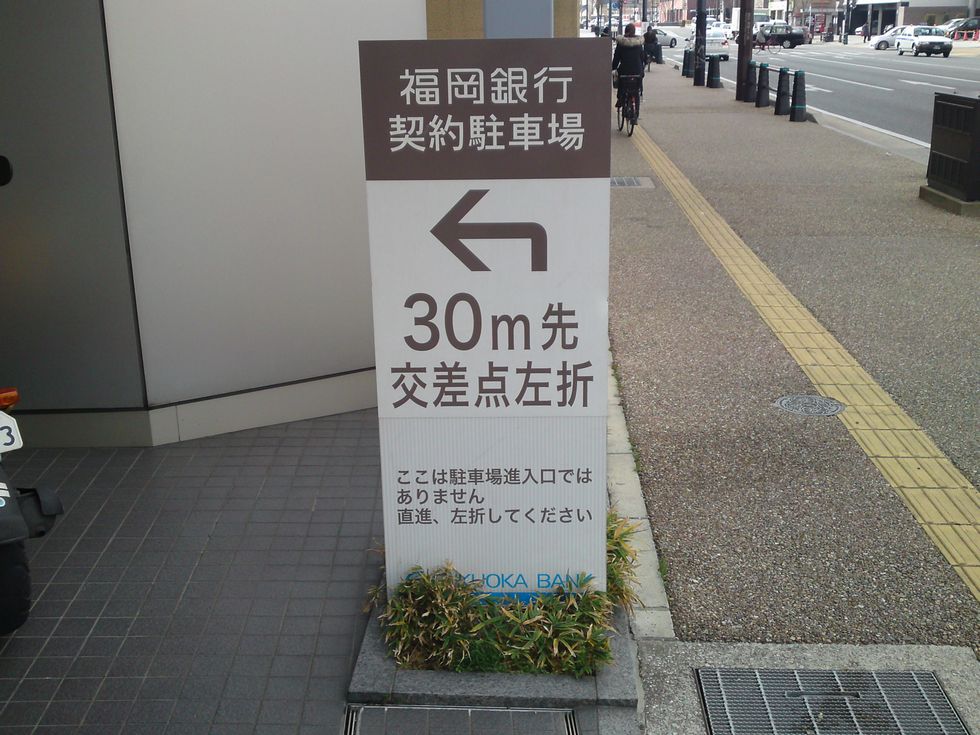 福岡銀行
契約駐車場
30m先
交差点左折
ここは駐車場進入口では
ありません
直進、左折してください
BANK
3